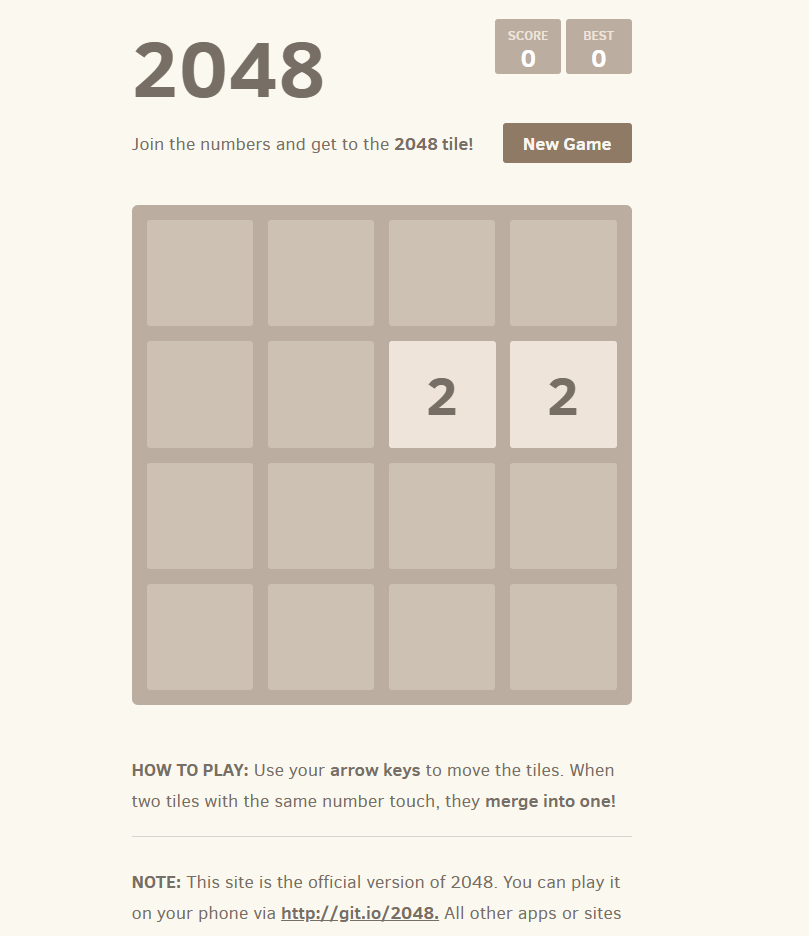 2048
SCORE
0
BEST
0
Join the numbers and get to the 2048 tile!
New Game
2
2
HOW TO PLAY: Use your arrow keys to move the tiles. When
two tiles with the same number touch, they merge into one!
NOTE: This site is the official version of 2048. You can play it
on your phone via http://git.io/2048. All other apps or sites